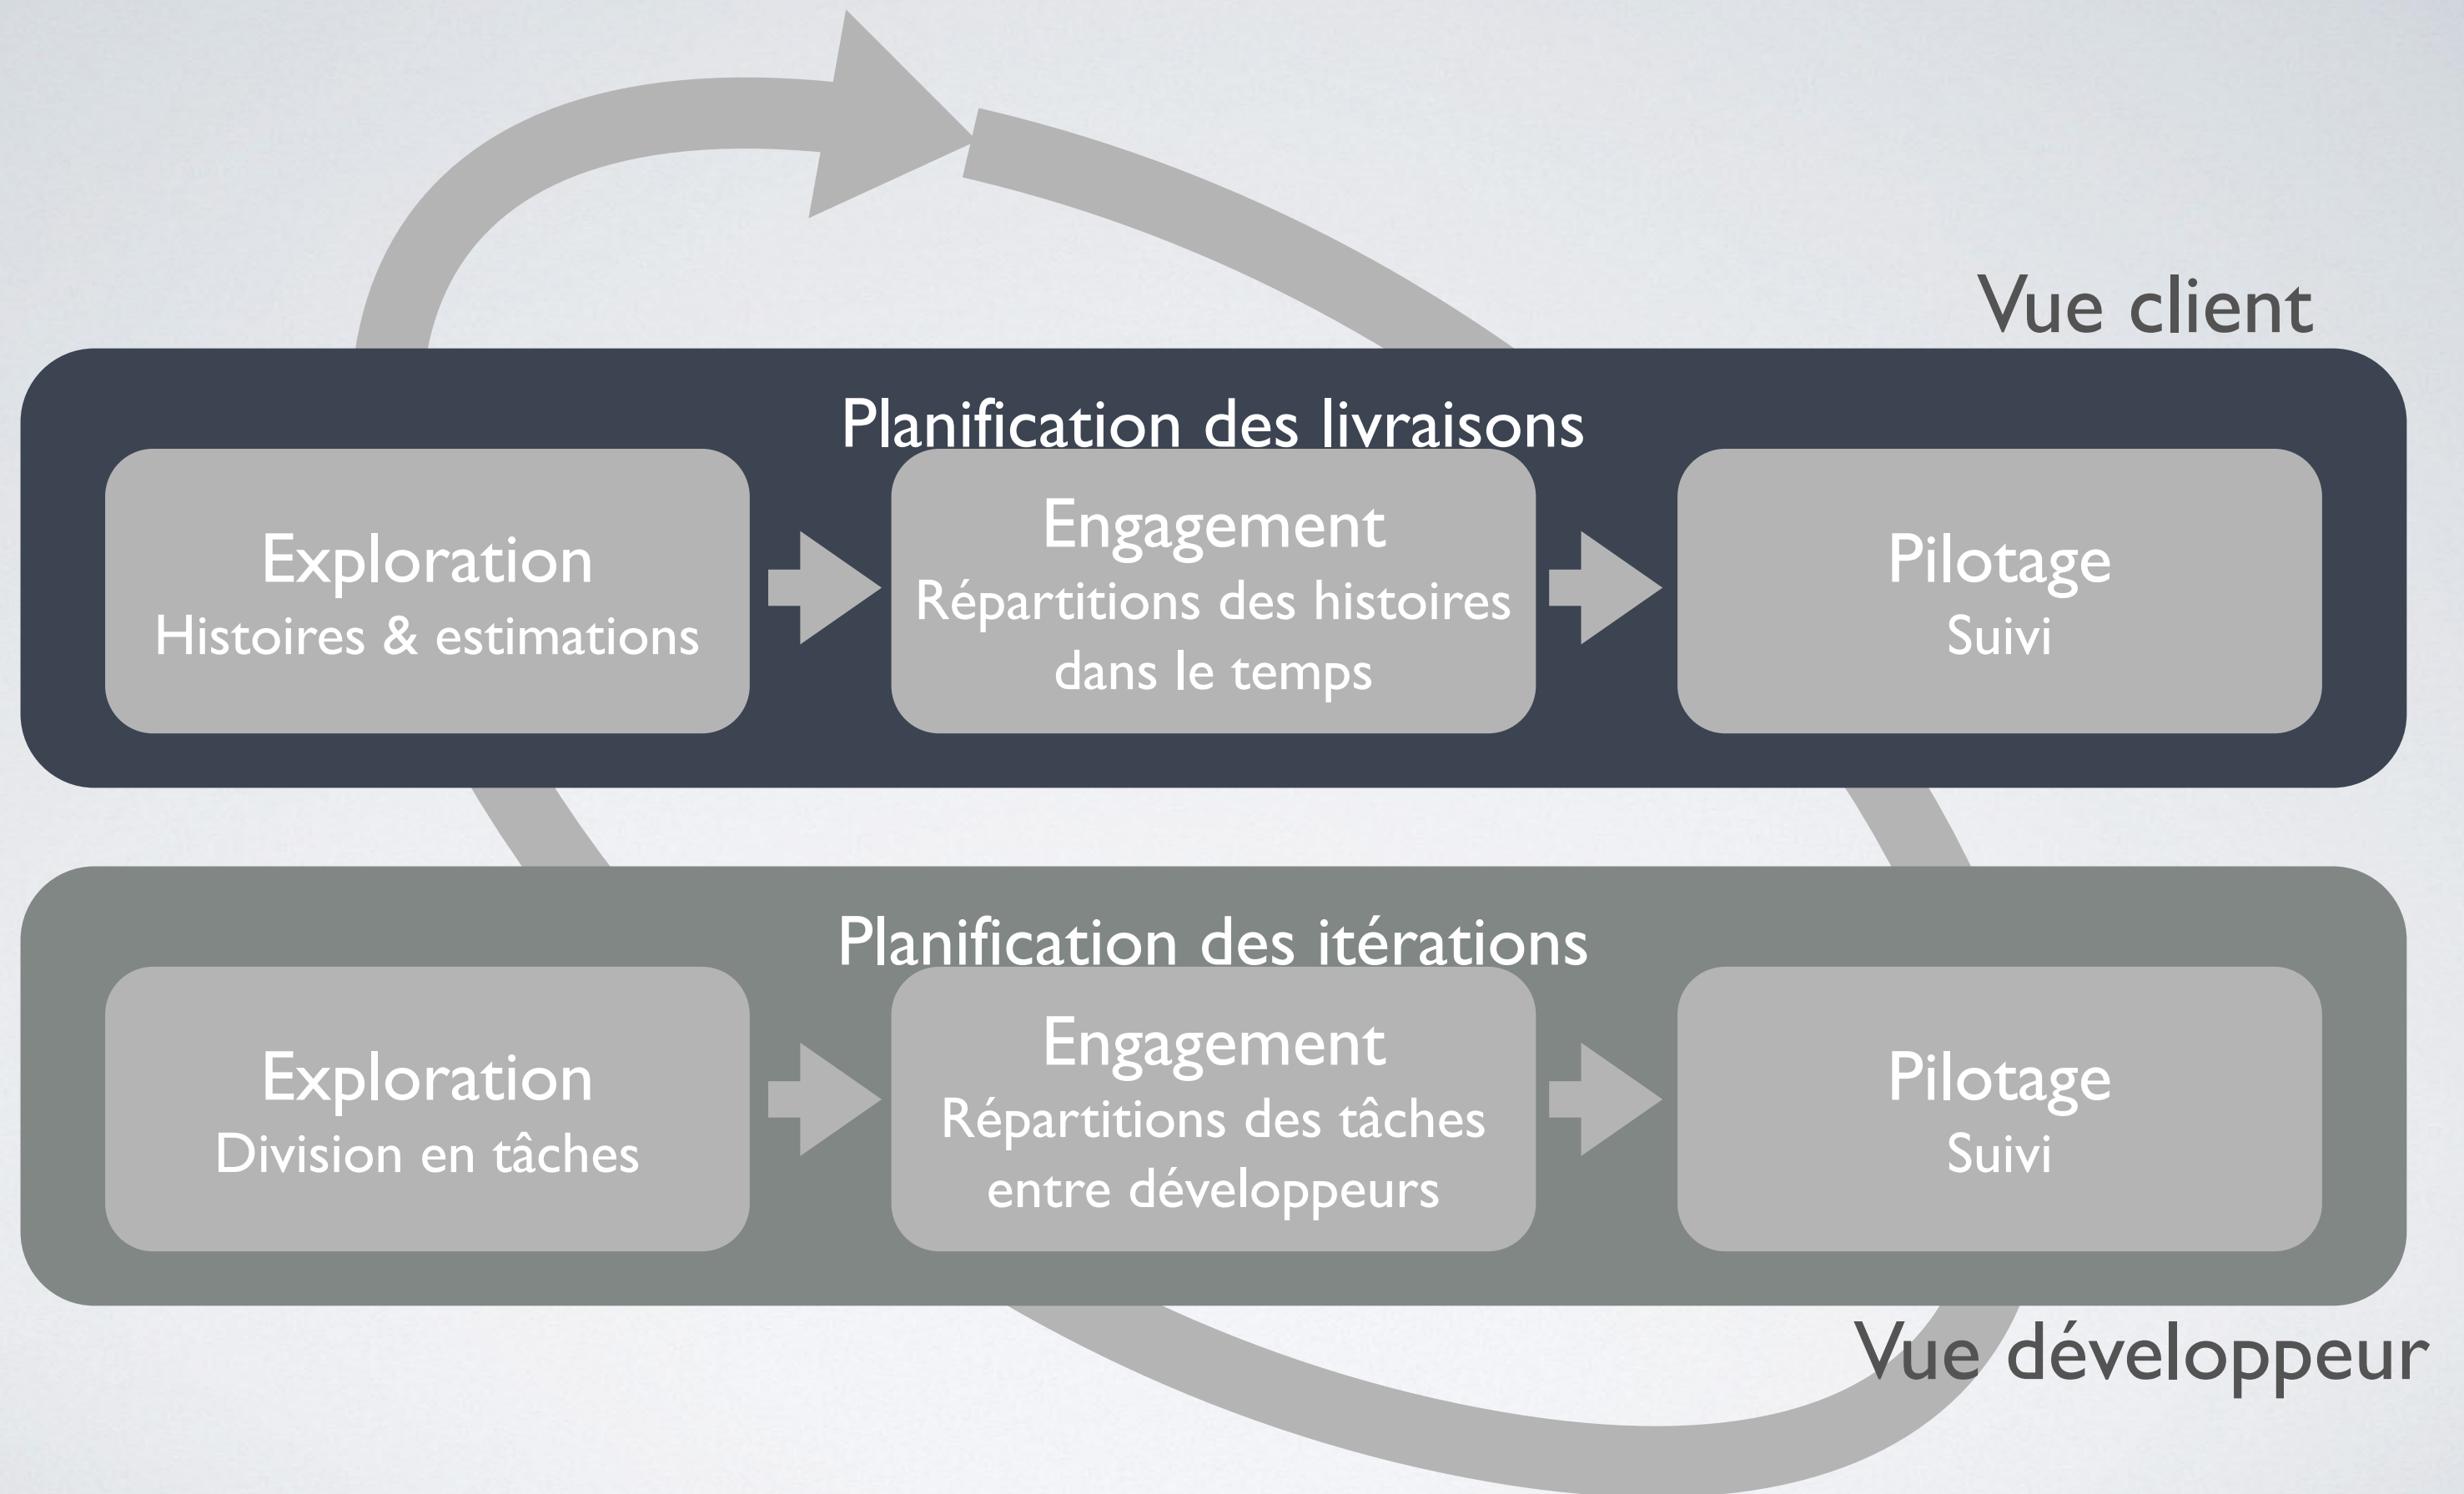 Vue client
Planification des livraisons
Exploration
Histoires & estimations
Engagement
Répartitions des histoires
dans le temps
Pilotage
Suivi
Planification des itérations
Exploration
Division en tâches
Engagement
Répartitions des tâches
entre développeurs
Pilotage
Suivi
Vue développeur